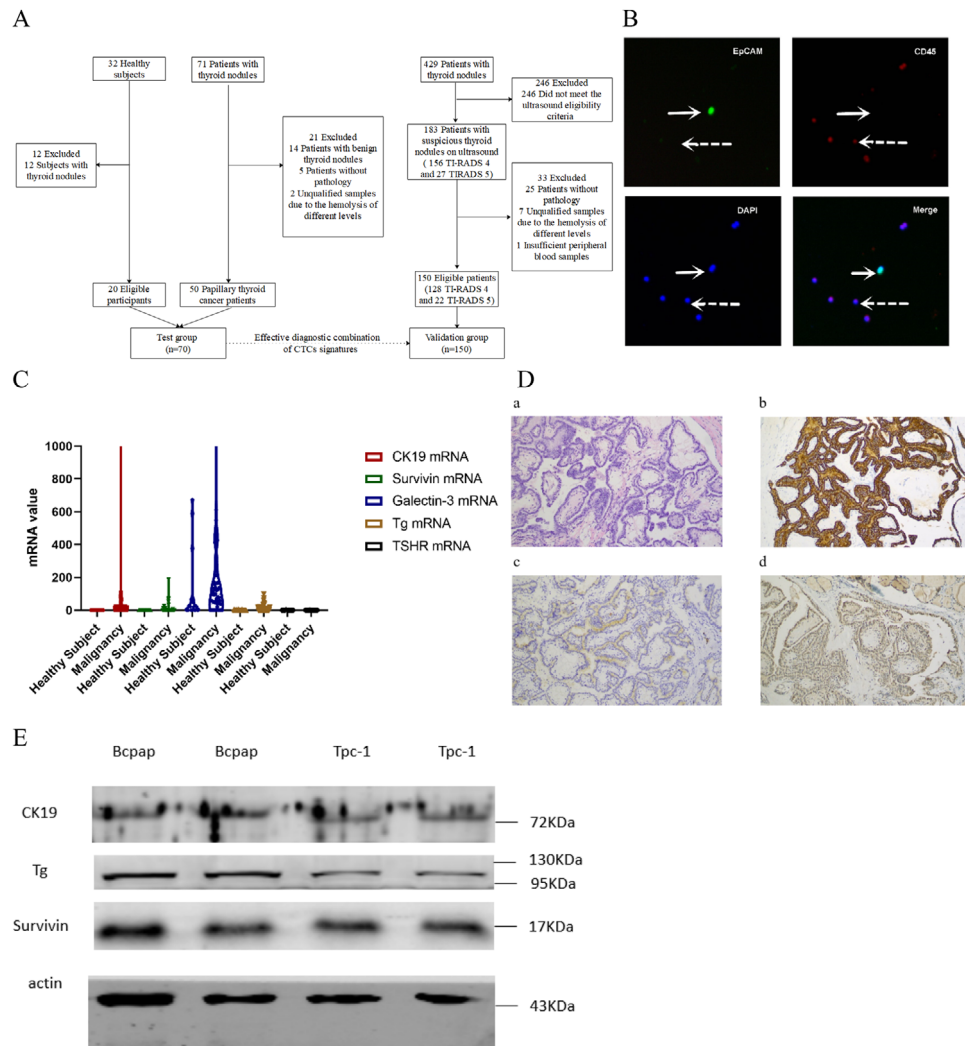 A
32 Healthy
subjects
71 Patients with
thyroid nodules
12 Excluded
12 Subjects with
thyroid nodules
21 Excluded
14 Patients with benign
thyroid nodules
5 Patients without
pathology
2 Unqualified samples
due to the hemolysis of
different levels
20 Eligible
participants
50 Papillary thyroid
cancer patients
Test group
(n=70)
Effective diagnostic combination
of CTCs signatures
429 Patients with
thyroid nodules
246 Excluded
246 Did not meet the
ultrasound eligibility
criteria
183 Patients with
suspicious thyroid
nodules on ultrasound
( 156 TI-RADS 4
and 27 TIRADS 5)
33 Excluded
25 Patients without
pathology
7 Unqualified samples
due to the hemolysis of
different levels
1 Insufficient peripheral
blood samples
150 Eligible patients
(128 TI-RADS 4
and 22 TI-RADS 5)
Validation group
(n=150)
B
EpCAM
CD45
DAPI
Merge
C
mRNA value
1000
800
600
400
200
0
Healthy Subject
Malignancy
Healthy Subject
Malignancy
Healthy Subject
Malignancy
Healthy Subject
Malignancy
Healthy Subject
Malignancy
CK19 mRNA
Survivin mRNA
Galectin-3 mRNA
Tg mRNA
TSHR mRNA
D
a
b
c
d
E
Bcpap
Bcpap
Tpc-1
Tpc-1
CK19
72KDa
Tg
130KDa
95KDa
Survivin
17KDa
actin
43KDa